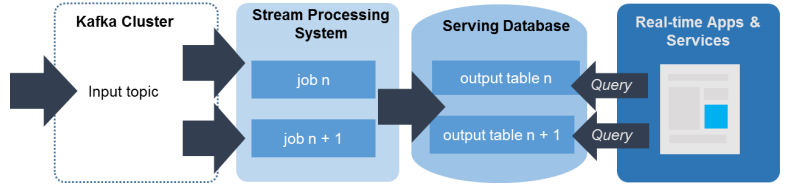 Kafka Cluster
Input topic
Stream Processing
System
job n
job n + 1
Serving Database
output table n
output table n + 1
Query
Query
Real-time Apps &
Services